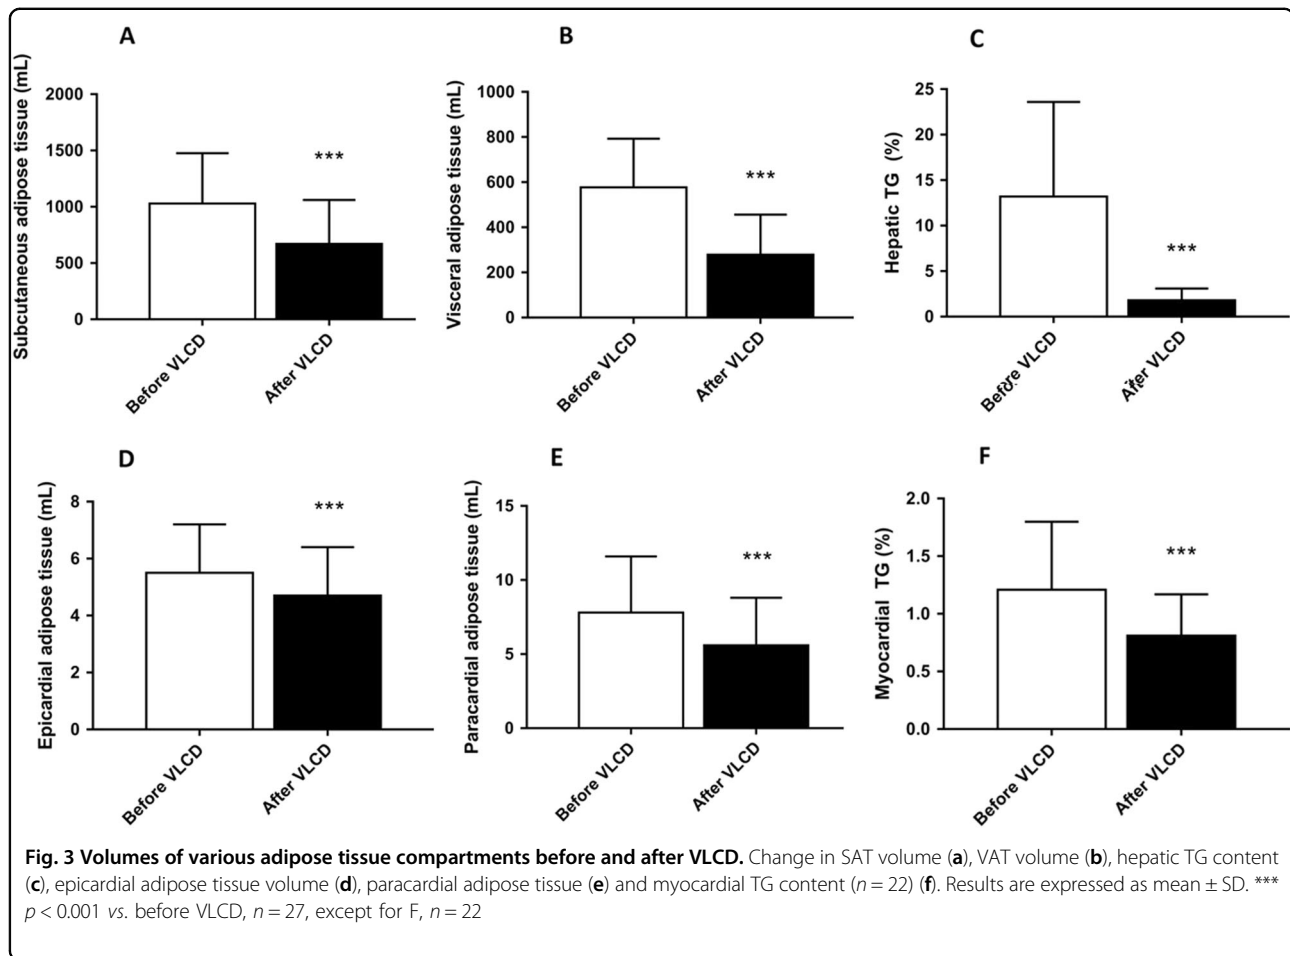 A
Subcutaneous adipose tissue (mL)
2000
1500
1000
500
0
***
Before VLCD
After VLCD
B
Visceral adipose tissue (mL)
1000
800
600
400
200
0
***
Before VLCD
After VLCD
C
Hepatic TG (%)
25
20
15
10
5
0
***
Before VLCD
After VLCD
D
Epicardial adipose tissue (mL)
8
6
4
2
0
***
Before VLCD
After VLCD
E
Paracardial adipose tissue (mL)
15
10
5
0
***
Before VLCD
After VLCD
F
Myocardial TG (%)
2.0
1.5
1.0
0.5
0.0
***
Before VLCD
After VLCD
Fig. 3 Volumes of various adipose tissue compartments before and after VLCD. Change in SAT volume (a), VAT volume (b), hepatic TG content
(c), epicardial adipose tissue volume (d), paracardial adipose tissue (e) and myocardial TG content (n = 22) (f). Results are expressed as mean ± SD. ***
p < 0.001 vs. before VLCD, n = 27, except for F, n = 22